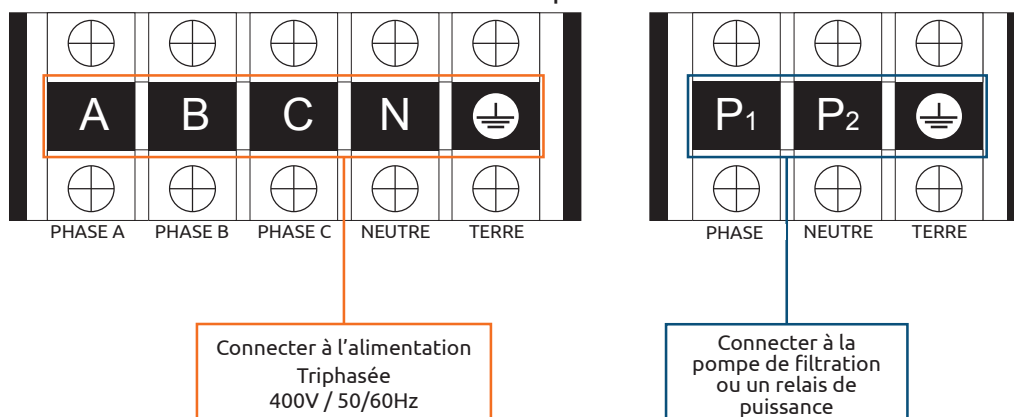 A B C N
PHASE A PHASE B PHASE C NEUTRE TERRE
Connecter à l'alimentation
Triphasée
400V / 50/60Hz
P1 P2
PHASE NEUTRE TERRE
Connecter à la
pompe de filtration
ou un relais de
puissance